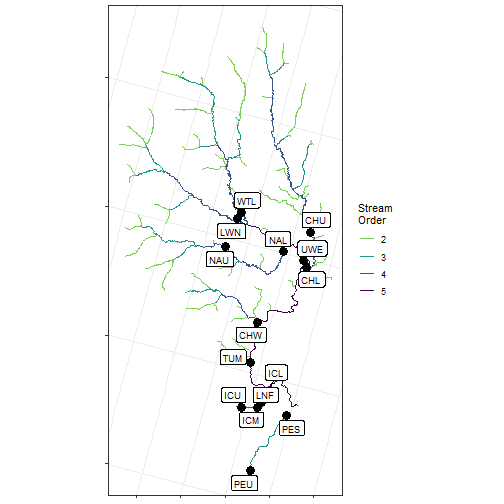 WTL
CHU
LWN
NAL
UWE
NAU
CHL
CHW
TUM
ICL
ICU
LNF
ICM
PES
PEU
Stream
Order
2
3
4
5